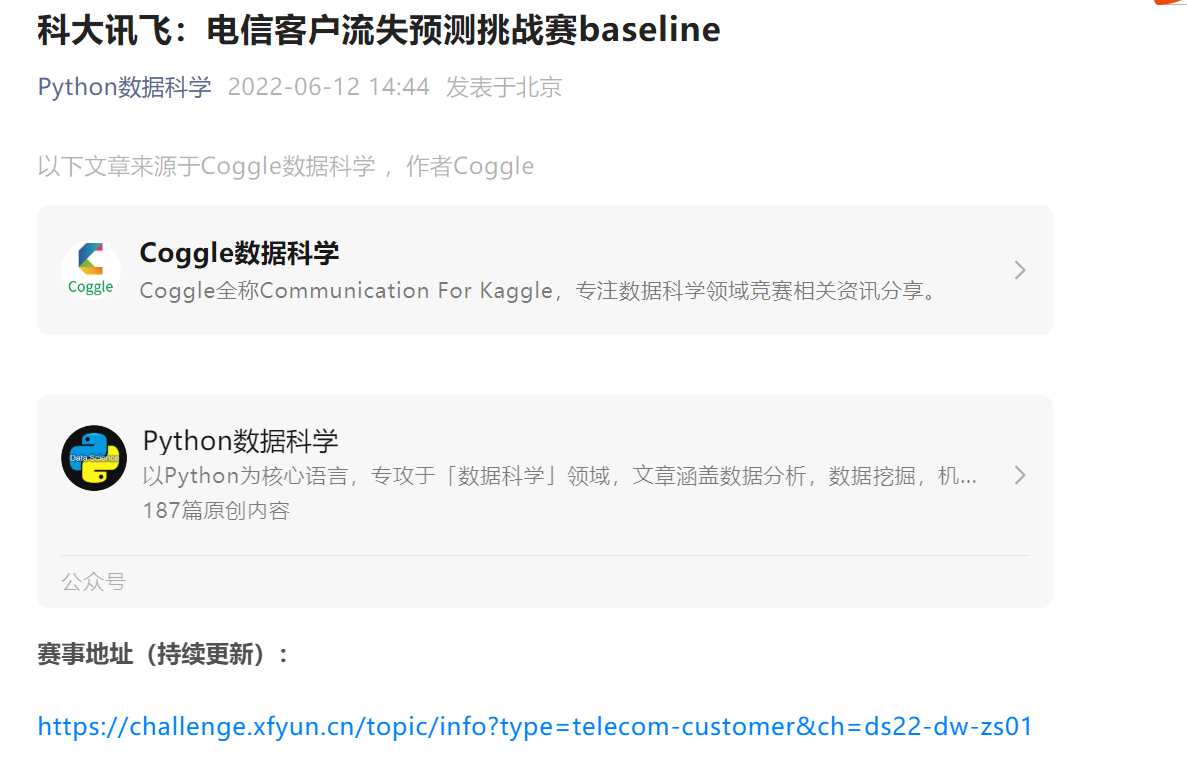 科大讯飞：电信客户流失预测挑战赛baseline
Python数据科学 2022-06-12 14:44 发表于北京
以下文章来源于Coggle数据科学 ，作者Coggle
Coggle
Coggle数据科学
Coggle全称Communication For Kaggle，专注数据科学领域竞赛相关资讯分享。
Data Science
Python数据科学
以Python为核心语言，专攻于「数据科学」领域，文章涵盖数据分析，数据挖掘，机...
187篇原创内容
公众号
赛事地址（持续更新）：
https://challenge.xfyun.cn/topic/info?type=telecom-customer&ch=ds22-dw-zs01